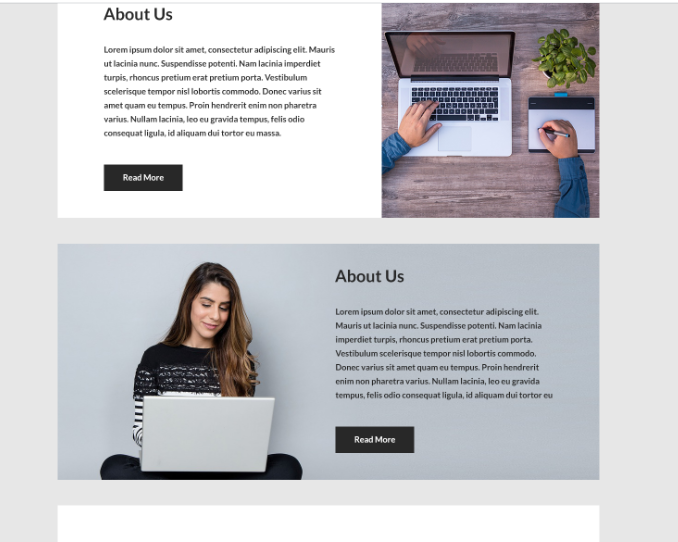 About Us
Lorem ipsum dolor sit amet, consectetur adipiscing elit. Mauris
ut lacinia nunc. Suspendisse potenti. Nam lacinia imperdiet
turpis, rhoncus pretium erat pretium porta. Vestibulum
scelerisque tempor nisl lobortis commodo. Donec varius sit
amet quam eu tempus. Proin hendrerit enim non pharetra
varius. Nullam lacinia, leo eu gravida tempus, felis odio
consequat ligula, id aliquam dui tortor eu massa.
Read More
About Us
Lorem ipsum dolor sit amet, consectetur adipiscing elit.
Mauris ut lacinia nunc. Suspendisse potenti. Nam lacinia
imperdiet turpis, rhoncus pretium erat pretium porta.
Vestibulum scelerisque tempor nisl lobortis commodo.
Donec varius sit amet quam eu tempus. Proin hendrerit
enim non pharetra varius. Nullam lacinia, leo eu gravida
tempus, felis odio consequat ligula, id aliquam dui tortor eu
Read More